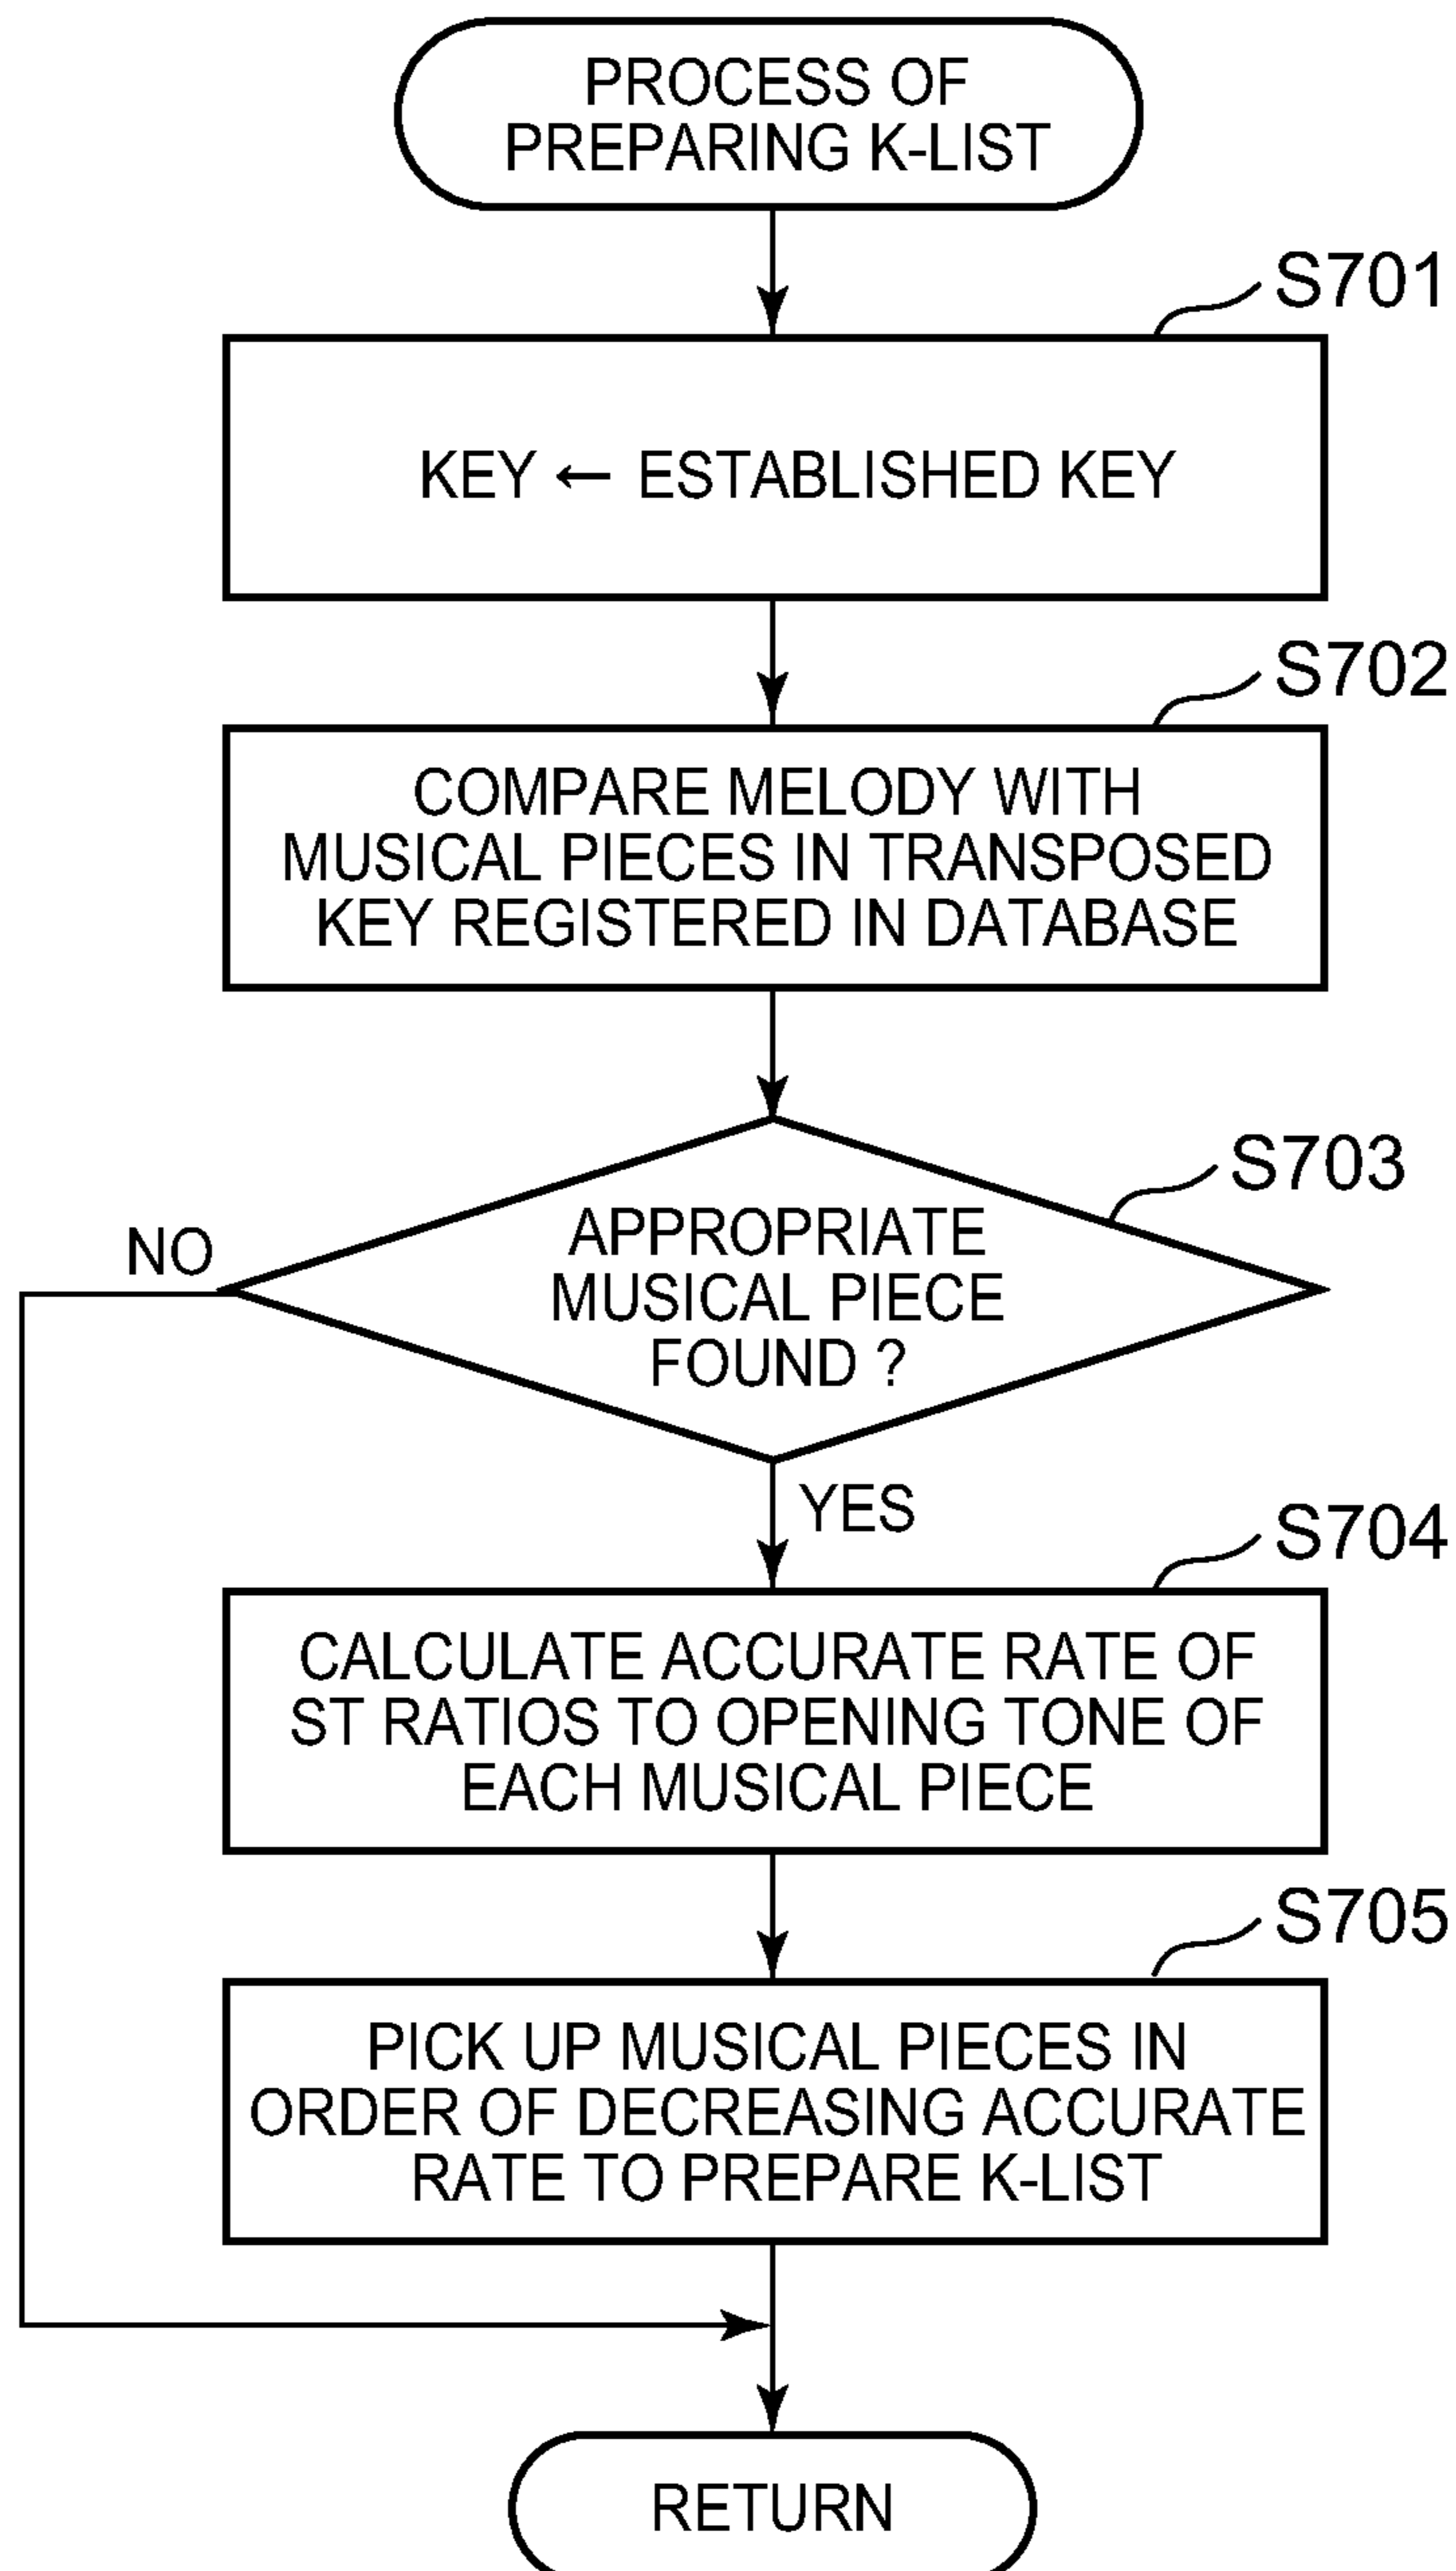 PROCESS OF
PREPARING K-LIST
S701
KEY ← ESTABLISHED KEY
S702
COMPARE MELODY WITH
MUSICAL PIECES IN TRANSPOSED
KEY REGISTERED IN DATABASE
S703
NO
APPROPRIATE
MUSICAL PIECE
FOUND ?
YES
S704
CALCULATE ACCURATE RATE OF
ST RATIOS TO OPENING TONE OF
EACH MUSICAL PIECE
S705
PICK UP MUSICAL PIECES IN
ORDER OF DECREASING ACCURATE
RATE TO PREPARE K-LIST
RETURN